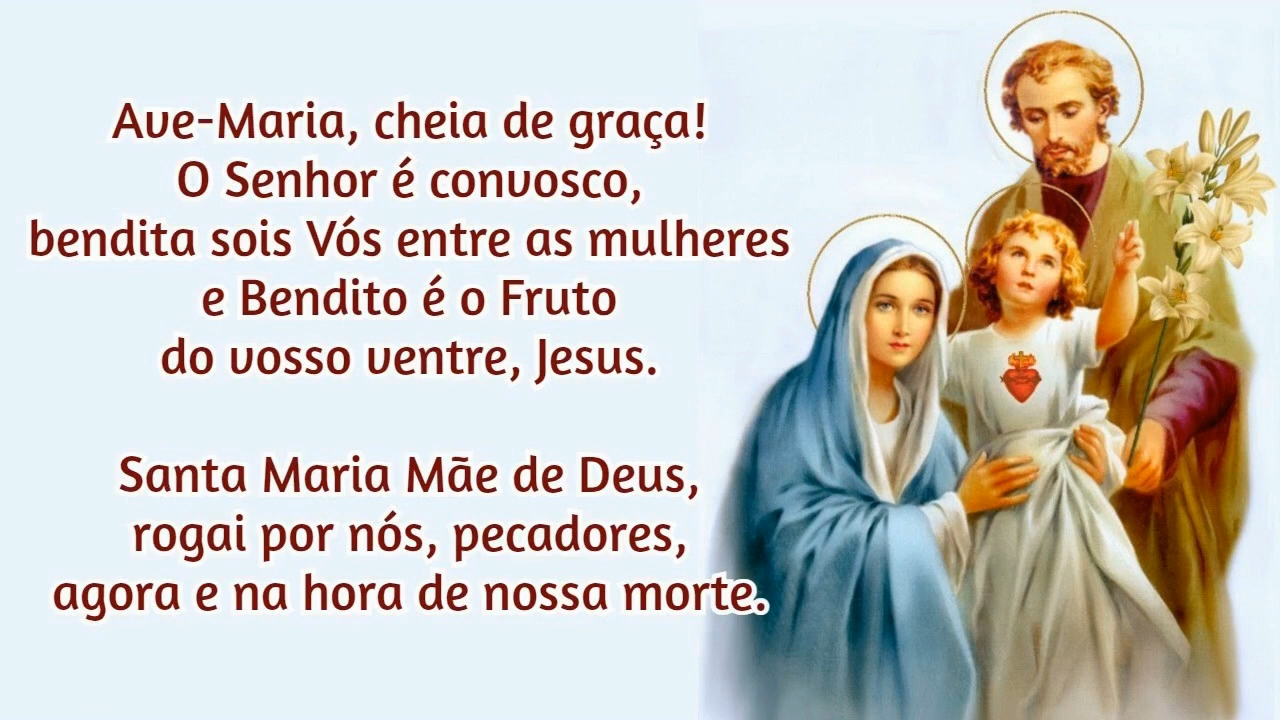 Ave-Maria, cheia de graça!
O Senhor é convosco,
bendita sois Vós entre as mulheres
e Bendito é o Fruto
do vosso ventre, Jesus.
Santa Maria Mãe de Deus,
rogai por nós, pecadores,
agora e na hora de nossa morte.